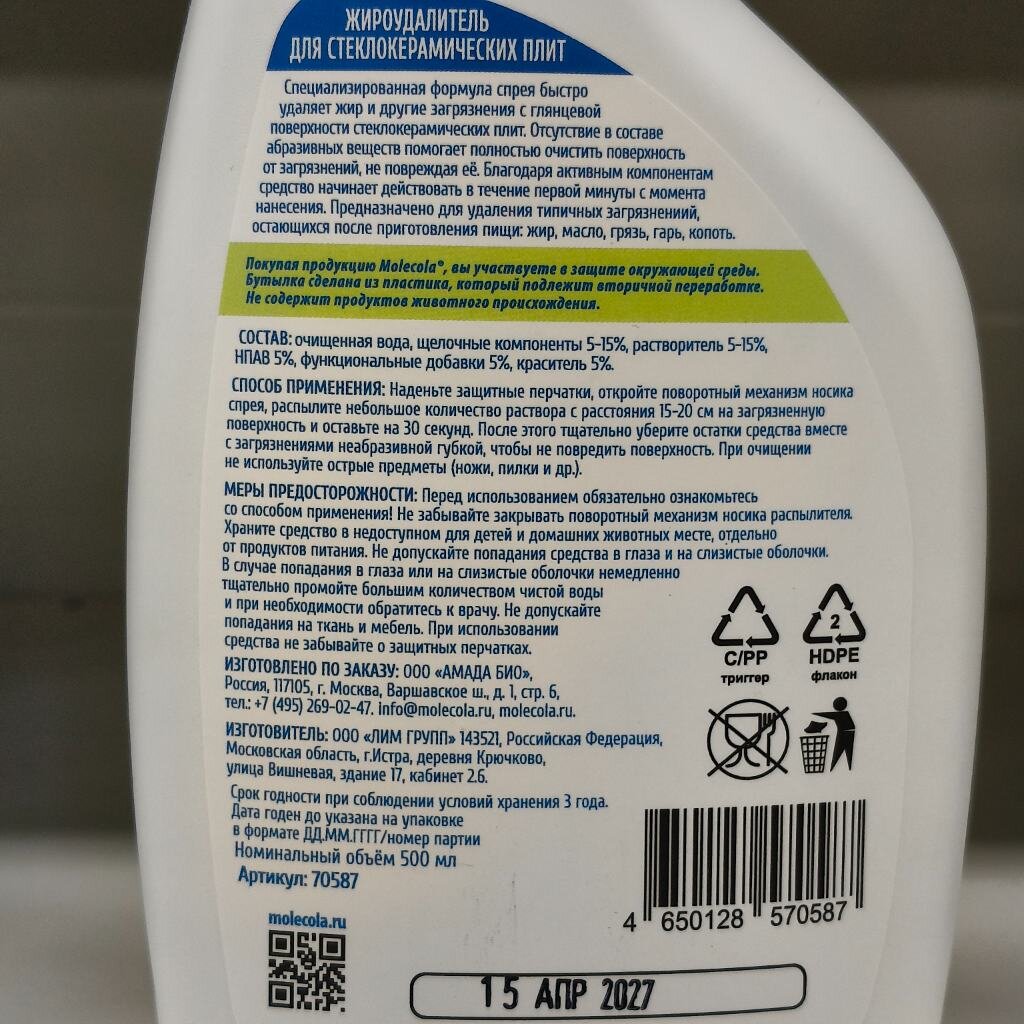 ЖИРОУДАЛИТЕЛЬ
ДЛЯ СТЕКЛОКЕРАМИЧЕСКИХ ПЛИТ
Специализированная формула спрея быстро
удаляет жир и другие загрязнения с глянцевой
поверхности стеклокерамических плит. Отсутствие в составе
абразивных веществ помогает полностью очистить поверхность
от загрязнений, не повреждая её. Благодаря активным компонентам
средство начинает действовать в течение первой минуты с момента
нанесения. Предназначено для удаления типичных загрязнениий,
остающихся после приготовления пищи: жир, масло, грязь, гарь, копоть.
Покупая продукцию Molecola®, вы участвуете в защите окружающей среды.
Бутылка сделана из пластика, который подлежит вторичной переработке.
Не содержит продуктов животного происхождения.
СОСТАВ: очищенная вода, щелочные компоненты 5-15%, растворитель 5-15%,
НПАВ 5%, функциональные добавки 5%, краситель 5%.
СПОСОБ ПРИМЕНЕНИЯ: Наденьте защитные перчатки, откройте поворотный механизм носика
спрея, распылите небольшое количество раствора с расстояния 15-20 см на загрязненную
поверхность и оставьте на 30 секунд. После этого тщательно уберите остатки средства вместе
с загрязнениями неабразивной губкой, чтобы не повредить поверхность. При очищении
не используйте острые предметы (ножи, пилки и др.).
МЕРЫ ПРЕДОСТОРОЖНОСТИ: Перед использованием обязательно ознакомьтесь
со способом применения! Не забывайте закрывать поворотный механизм носика распылителя.
Храните средство в недоступном для детей и домашних животных месте, отдельно
от продуктов питания. Не допускайте попадания средства в глаза и на слизистые оболочки.
В случае попадания в глаза или на слизистые оболочки немедленно
тщательно промойте большим количеством чистой воды
и при необходимости обратитесь к врачу. Не допускайте
попадания на ткань и мебель. При использовании
средства не забывайте о защитных перчатках.
ИЗГОТОВЛЕНО ПО ЗАКАЗУ: ООО «АМАДА БИО»,
Россия, 117105, г. Москва, Варшавское ш., д. 1, стр. 6,
тел.: +7 (495) 269-02-47. info@molecola.ru, molecola.ru.
ИЗГОТОВИТЕЛЬ: ООО «ЛИМ ГРУПП» 143521, Российская Федерация,
Московская область, г.Истра, деревня Крючково,
улица Вишневая, здание 17, кабинет 2.6.
Срок годности при соблюдении условий хранения 3 года.
Дата годен до указана на упаковке
в формате ДД.ММ.ГГГГ/номер партии
Номинальный объём 500 мл
Артикул: 70587
C/PP
триггер
2
HDPE
флакон
4 650128 570587
molecola.ru
15 АПР 2027